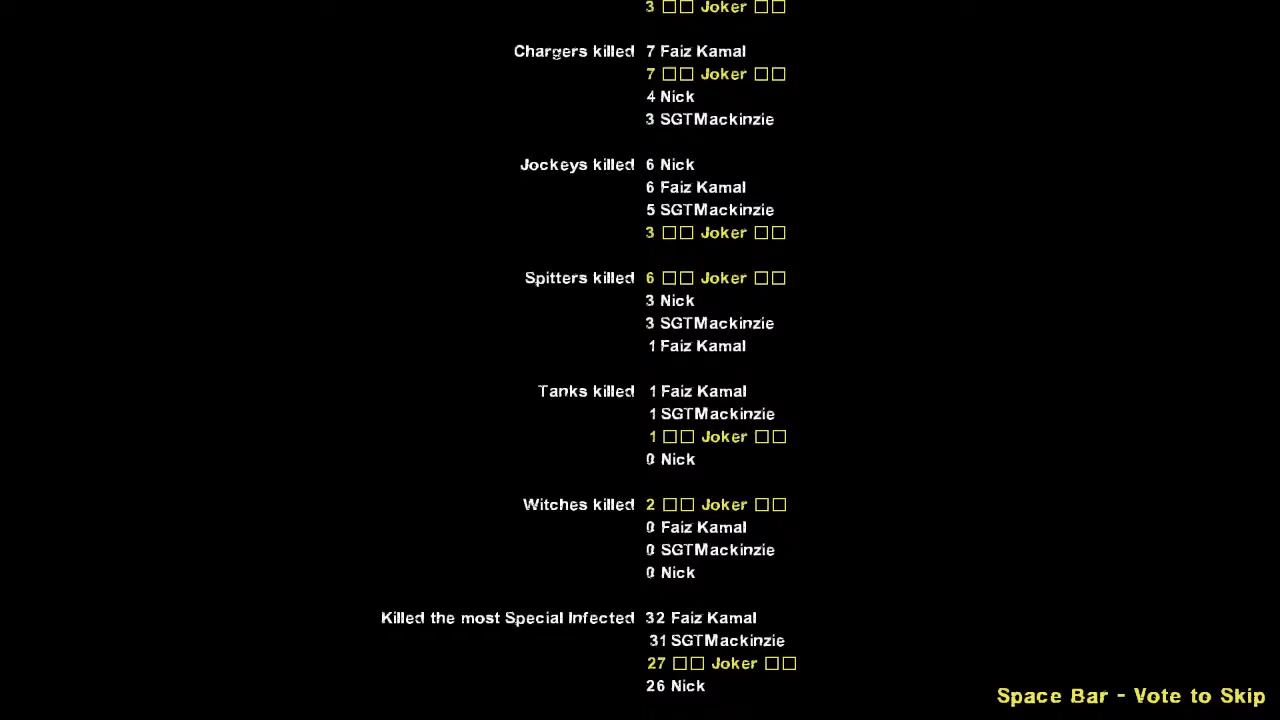 3 □□ Joker □□
Chargers killed 7 Faiz Kamal
7 □□ Joker □□
4 Nick
3 SGTMackinzie
Jockeys killed 6 Nick
6 Faiz Kamal
5 SGTMackinzie
3 □□ Joker □□
Spitters killed 6 □□ Joker □□
3 Nick
3 SGTMackinzie
1 Faiz Kamal
Tanks killed 1 Faiz Kamal
1 SGTMackinzie
1 □□ Joker □□
0 Nick
Witches killed 2 □□ Joker □□
0 Faiz Kamal
0 SGTMackinzie
0 Nick
Killed the most Special Infected 32 Faiz Kamal
31 SGTMackinzie
27 □□ Joker □□
26 Nick
Space Bar - Vote to Skip